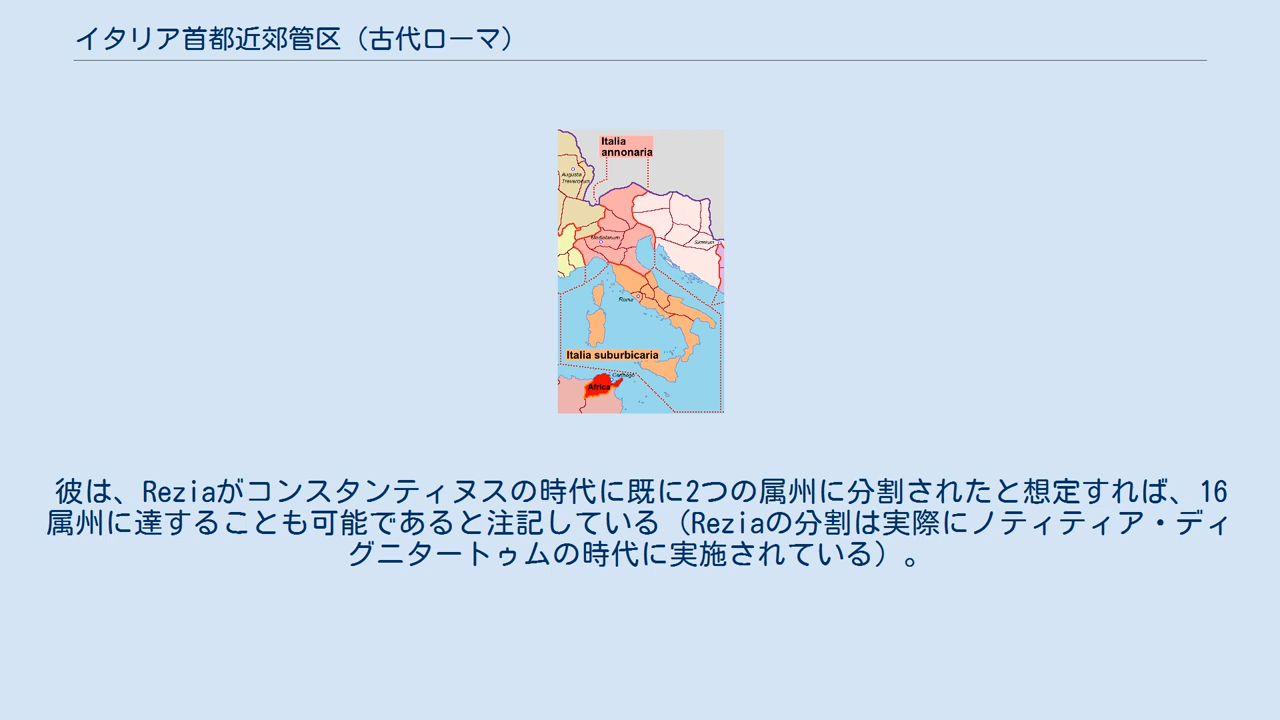 イタリア首都近郊管区（古代ローマ）
Italia
annonaria
Augusta
Treverorum
Mediolanum
Sirmium
Roma
Italia suburbicaria
Carthago
Africa
彼は、Reziaがコンスタンティヌスの時代に既に2つの属州に分割されたと想定すれば、16
属州に達することも可能であると注記している（Reziaの分割は実際にノティティア・ディ
グニタートゥムの時代に実施されている）。